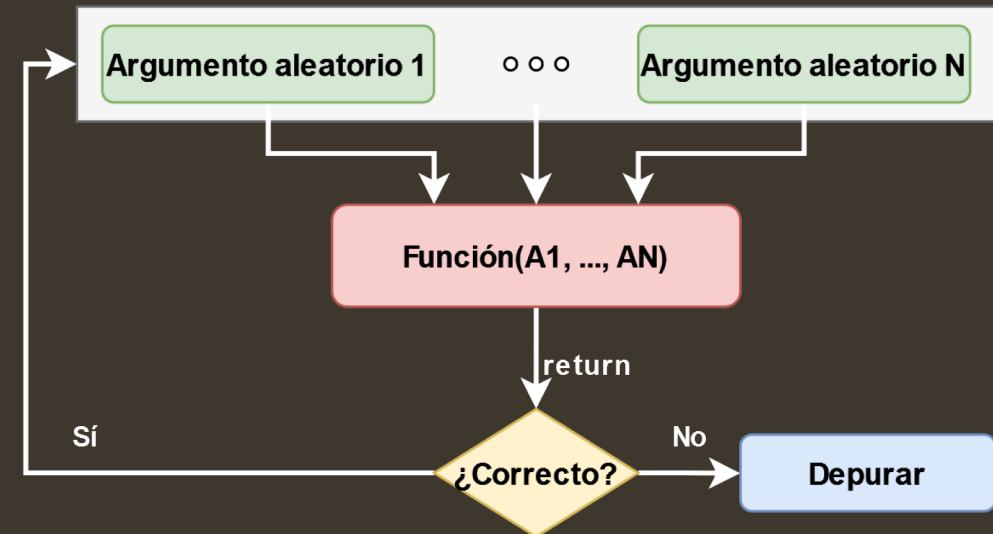 Argumento aleatorio 1
Argumento aleatorio N
Función(A1, ..., AN)
return
Sí
No
¿Correcto?
Depurar